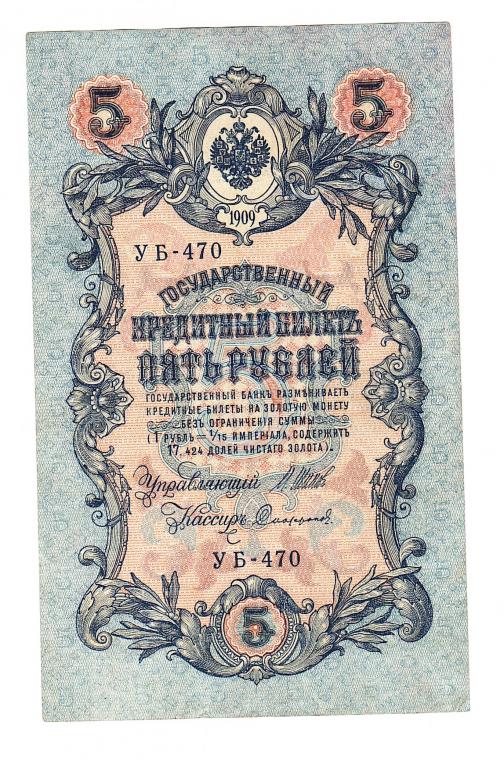 5 5
1909
УБ-470
ГОСУДАРСТВЕННЫЙ
КРЕДИТНЫЙ БИЛЕТЪ
ПЯТЬ РУБЛЕЙ
ГОСУДАРСТВЕННЫЙ БАНКЪ РАЗМѢНИВАЕТЪ
КРЕДИТНЫЕ БИЛЕТЫ НА ЗОЛОТУЮ МОНЕТУ
БЕЗЪ ОГРАНИЧЕНІЯ СУММЫ
(1 РУБЛЬ = 1/15 ИМПЕРІАЛА, СОДЕРЖИТЪ
17,424 ДОЛЕЙ ЧИСТАГО ЗОЛОТА).
Управляющій
Кассиръ
УБ-470
5